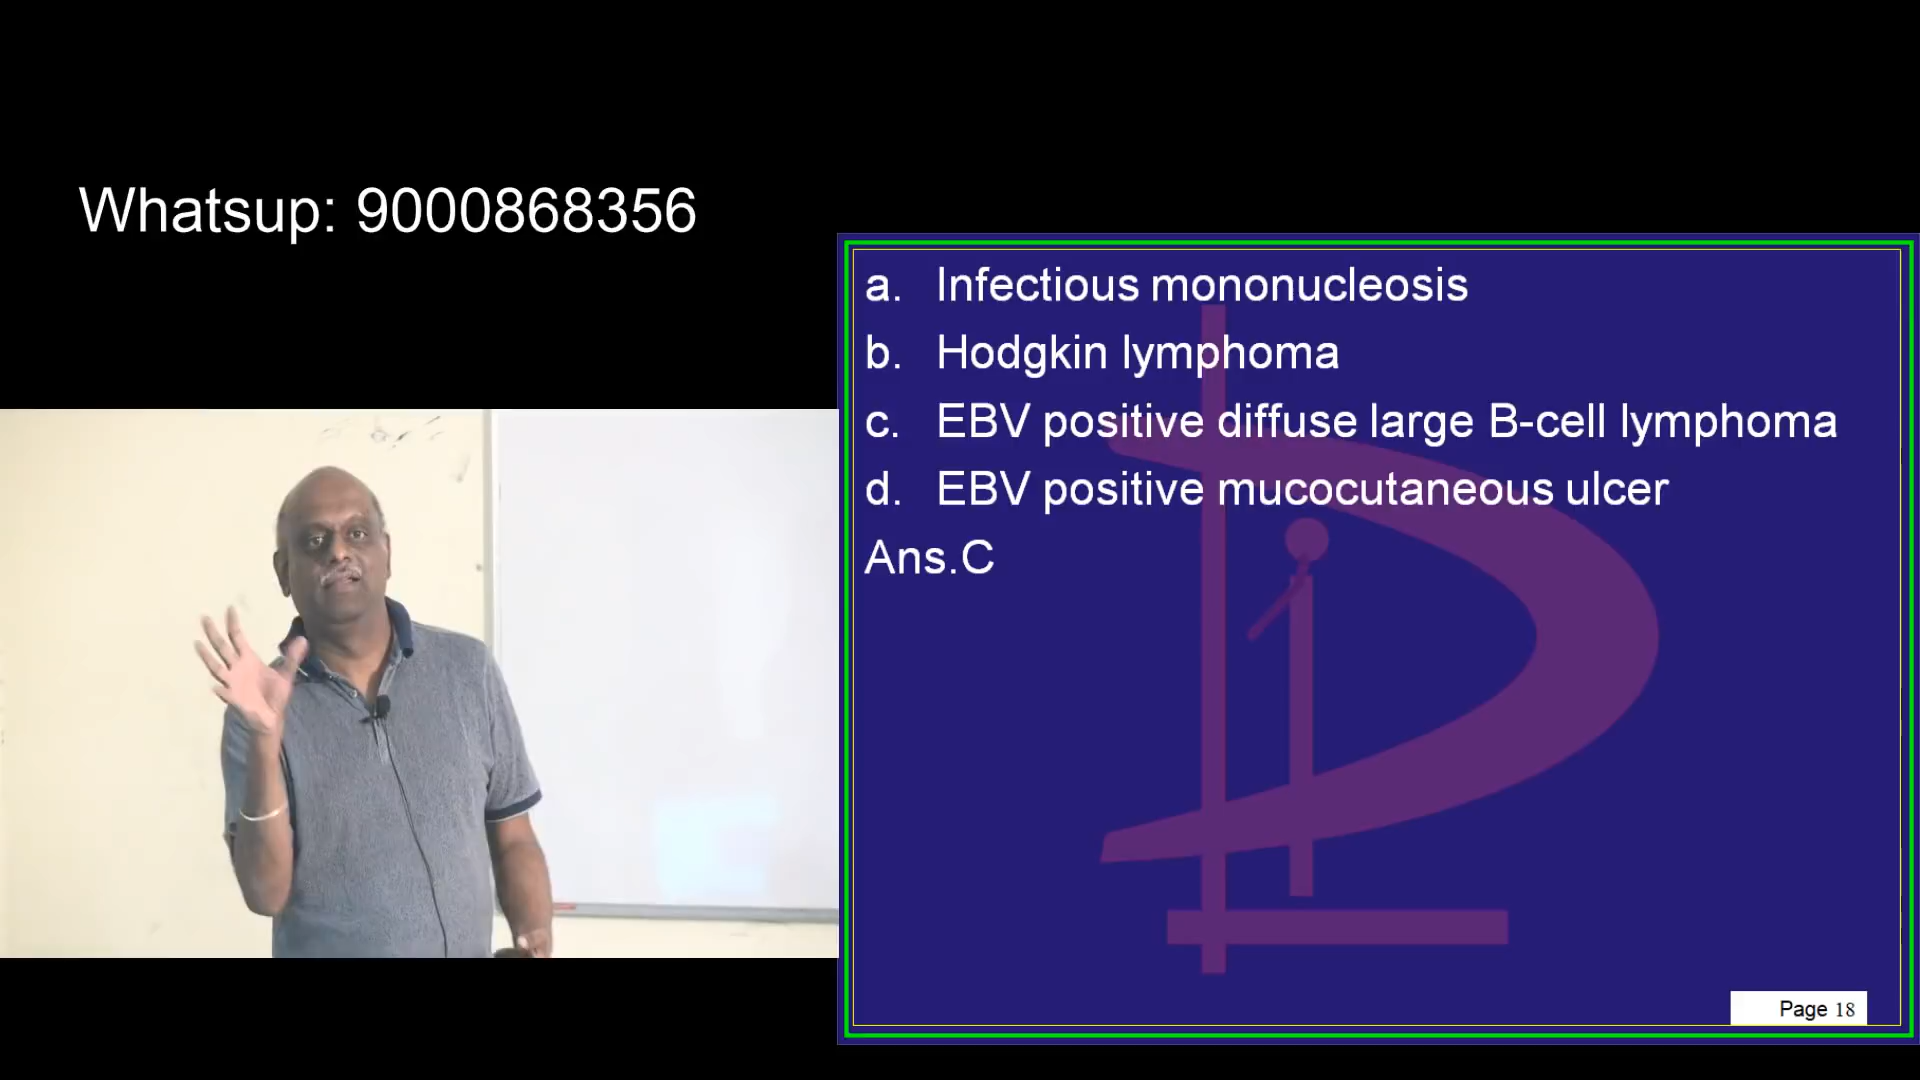 Whatsup: 9000868356
a. Infectious mononucleosis
b. Hodgkin lymphoma
c. EBV positive diffuse large B-cell lymphoma
d. EBV positive mucocutaneous ulcer
Ans.C
Page 18